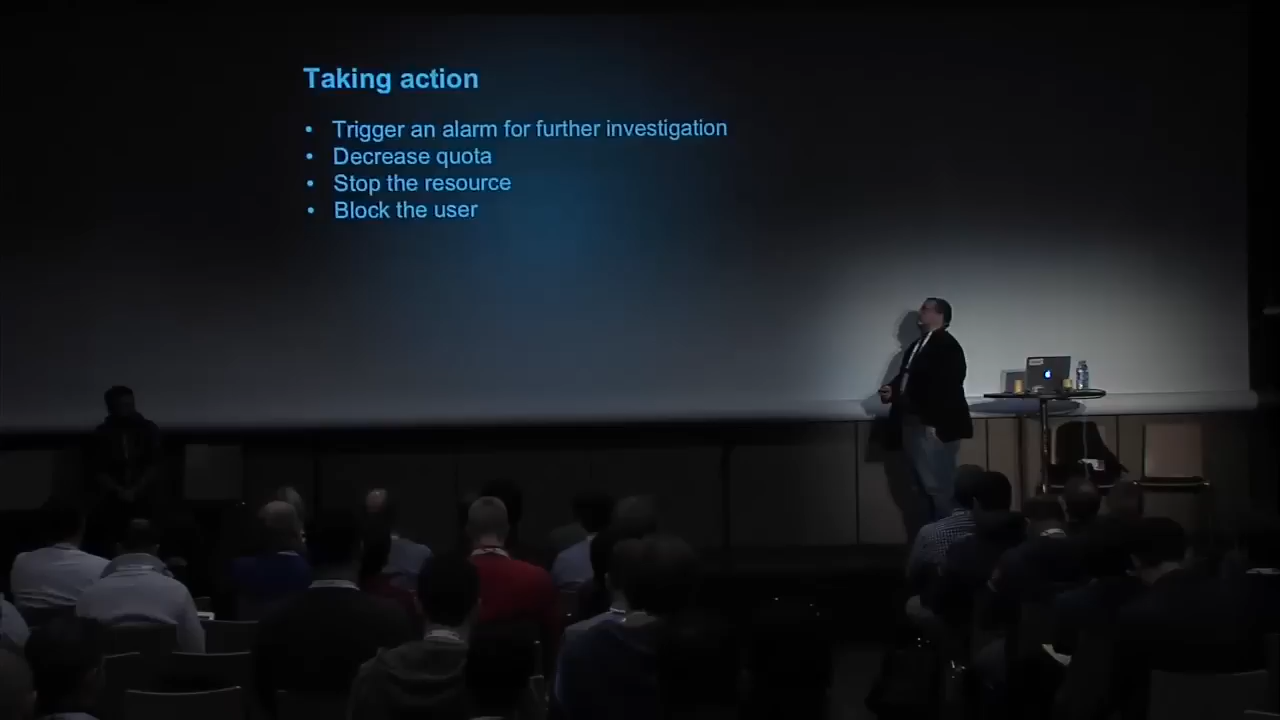 Taking action
• Trigger an alarm for further investigation
• Decrease quota
• Stop the resource
• Block the user